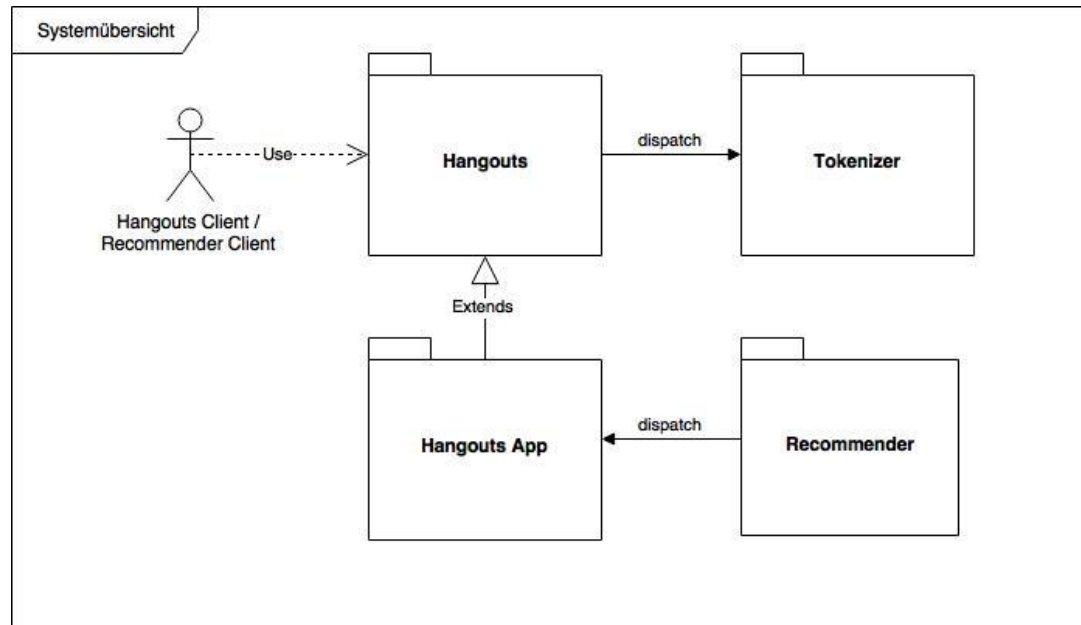 Systemübersicht
Use
Hangouts Client /
Recommender Client
Hangouts
dispatch
Tokenizer
Extends
Hangouts App
dispatch
Recommender